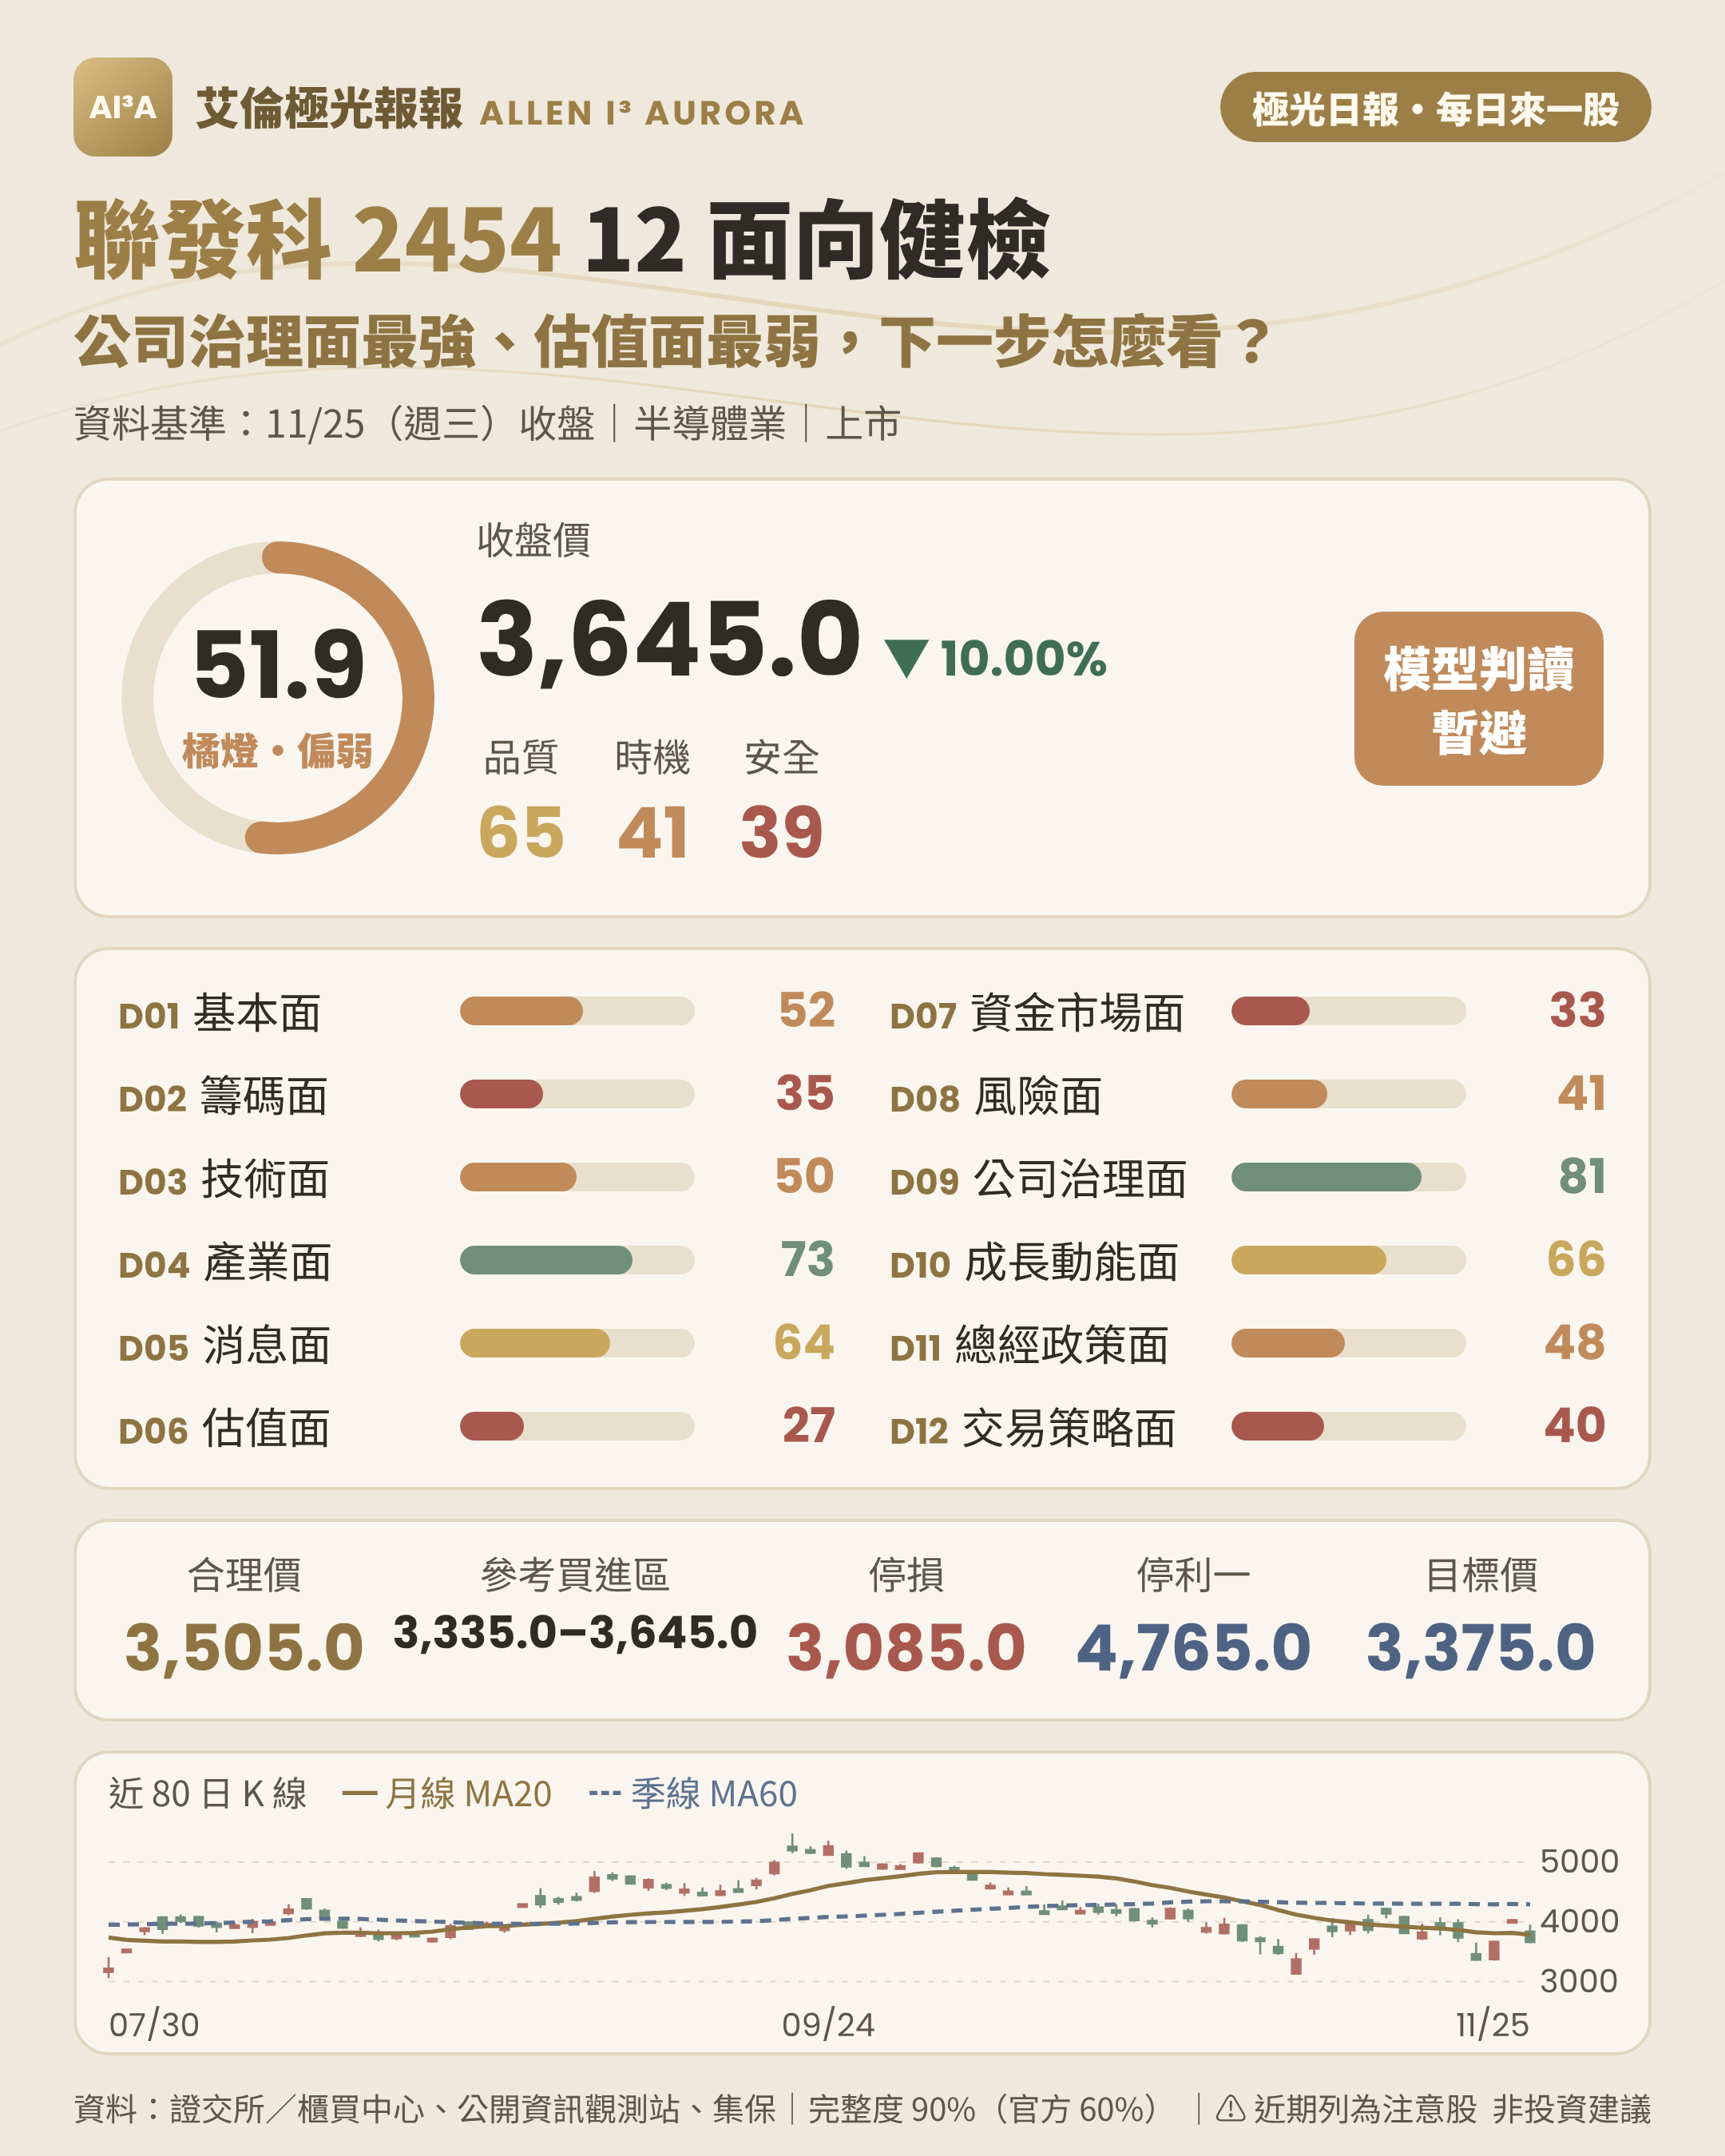 AI³A 艾倫極光報報 ALLEN I³ AURORA
極光日報・每日來一股
聯發科 2454 12 面向健檢
公司治理面最強、估值面最弱，下一步怎麼看？
資料基準：11/25（週三）收盤｜半導體業｜上市
51.9
橘燈・偏弱
收盤價
3,645.0 ▼ 10.00%
品質 時機 安全
65 41 39
模型判讀
暫避
D01 基本面 52
D02 籌碼面 35
D03 技術面 50
D04 產業面 73
D05 消息面 64
D06 估值面 27
D07 資金市場面 33
D08 風險面 41
D09 公司治理面 81
D10 成長動能面 66
D11 總經政策面 48
D12 交易策略面 40
合理價
3,505.0
參考買進區
3,335.0–3,645.0
停損
3,085.0
停利一
4,765.0
目標價
3,375.0
近 80 日 K 線 月線 MA20 季線 MA60
5000
4000
3000
07/30 09/24 11/25
資料：證交所／櫃買中心、公開資訊觀測站、集保｜完整度 90%（官方 60%）｜⚠ 近期列為注意股 非投資建議